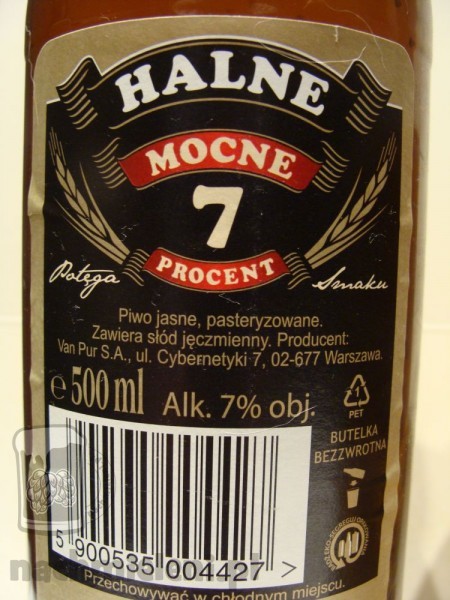 HALNE
MOCNE
7
PROCENT
Potęga Smaku
Piwo jasne, pasteryzowane.
Zawiera słód jęczmienny. Producent:
Van Pur S.A., ul. Cybernetyki 7, 02-677 Warszawa.
e 500 ml Alk. 7% obj.
1
PET
BUTELKA
BEZZWROTNA
5 900535 004427 >
Przechowywać w chłodnym miejscu.